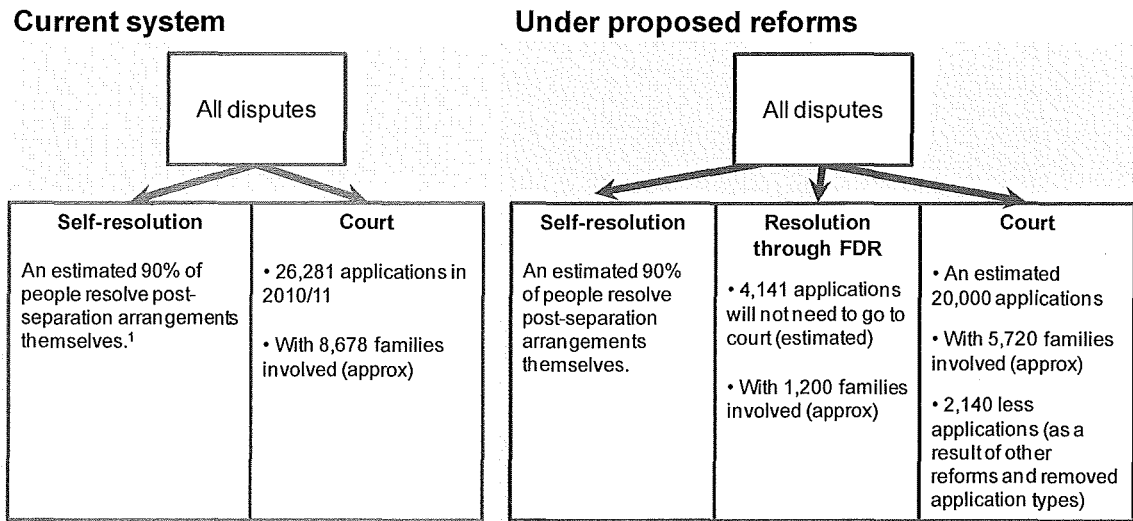 Current system
Under proposed reforms
All disputes
All disputes
Self-resolution
An estimated 90% of
people resolve post-
separation arrangements
themselves.¹
Court
• 26,281 applications in
2010/11
• With 8,678 families
involved (approx)
Self-resolution
An estimated 90%
of people resolve
post-separation
arrangements
themselves.
Resolution
through FDR
• 4,141 applications
will not need to go to
court (estimated)
• With 1,200 families
involved (approx)
Court
• An estimated
20,000 applications
• With 5,720 families
involved (approx)
• 2,140 less
applications (as a
result of other
reforms and removed
application types)